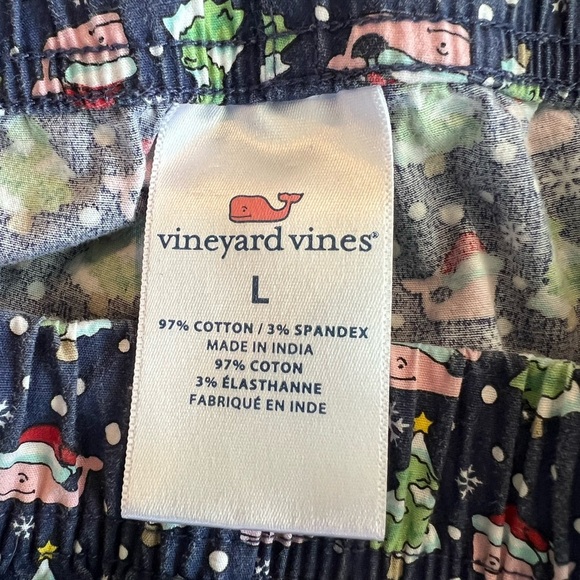 vineyard vines®
L
97% COTTON / 3% SPANDEX
MADE IN INDIA
97% COTON
3% ÉLASTHANNE
FABRIQUÉ EN INDE